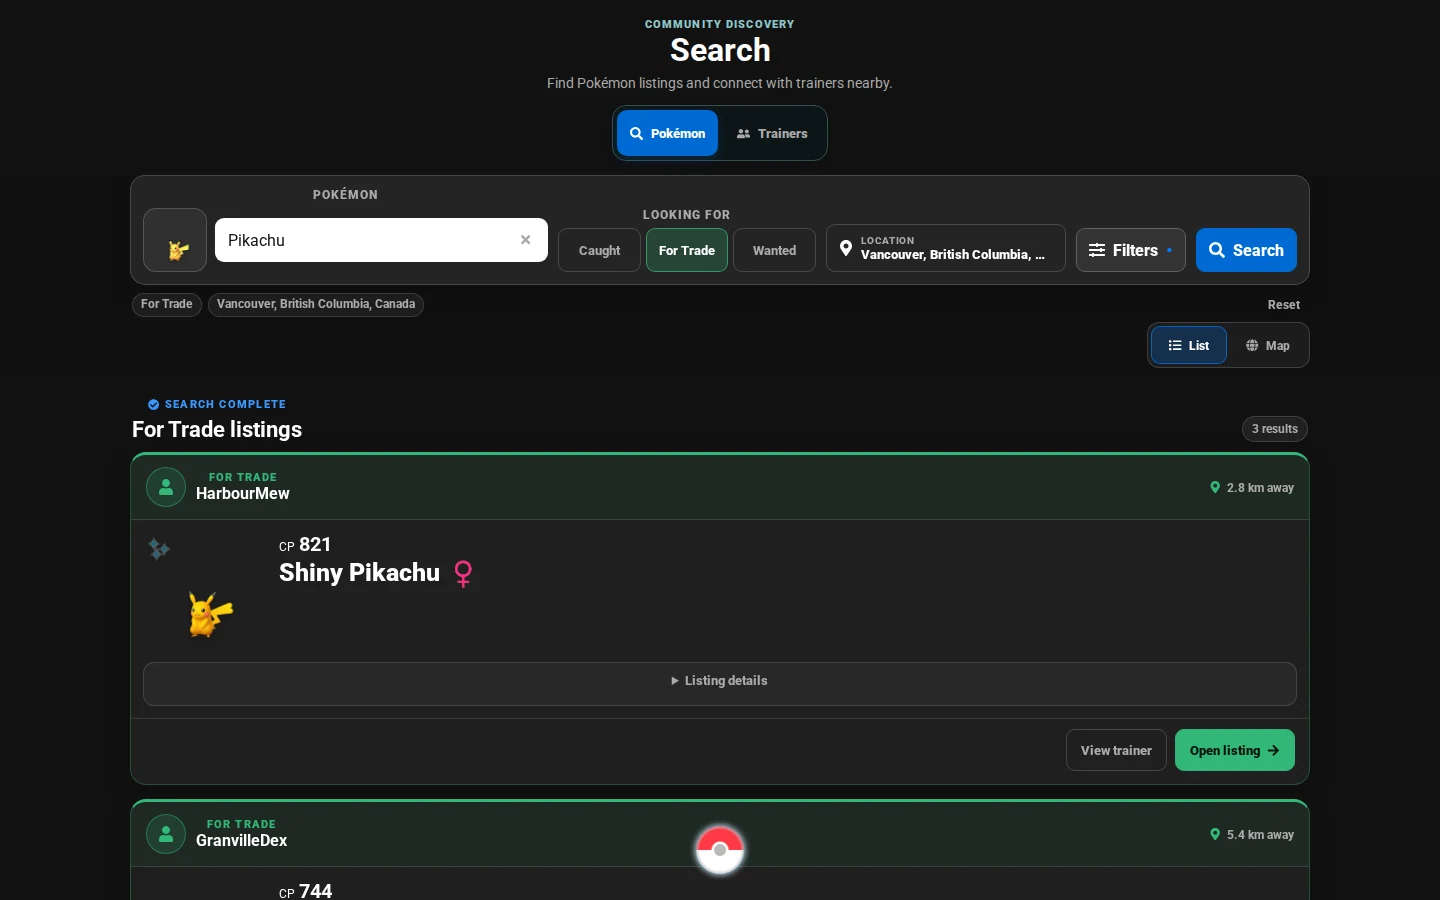 COMMUNITY DISCOVERY
Search
Find Pokémon listings and connect with trainers nearby.
Pokémon
Trainers
POKÉMON
Pikachu
LOOKING FOR
Caught
For Trade
Wanted
LOCATION
Vancouver, British Columbia, ...
Filters
Search
For Trade
Vancouver, British Columbia, Canada
Reset
List
Map
SEARCH COMPLETE
For Trade listings
3 results
FOR TRADE
HarbourMew
2.8 km away
CP 821
Shiny Pikachu ♀
Listing details
View trainer
Open listing →
FOR TRADE
GranvilleDex
5.4 km away
CP 744